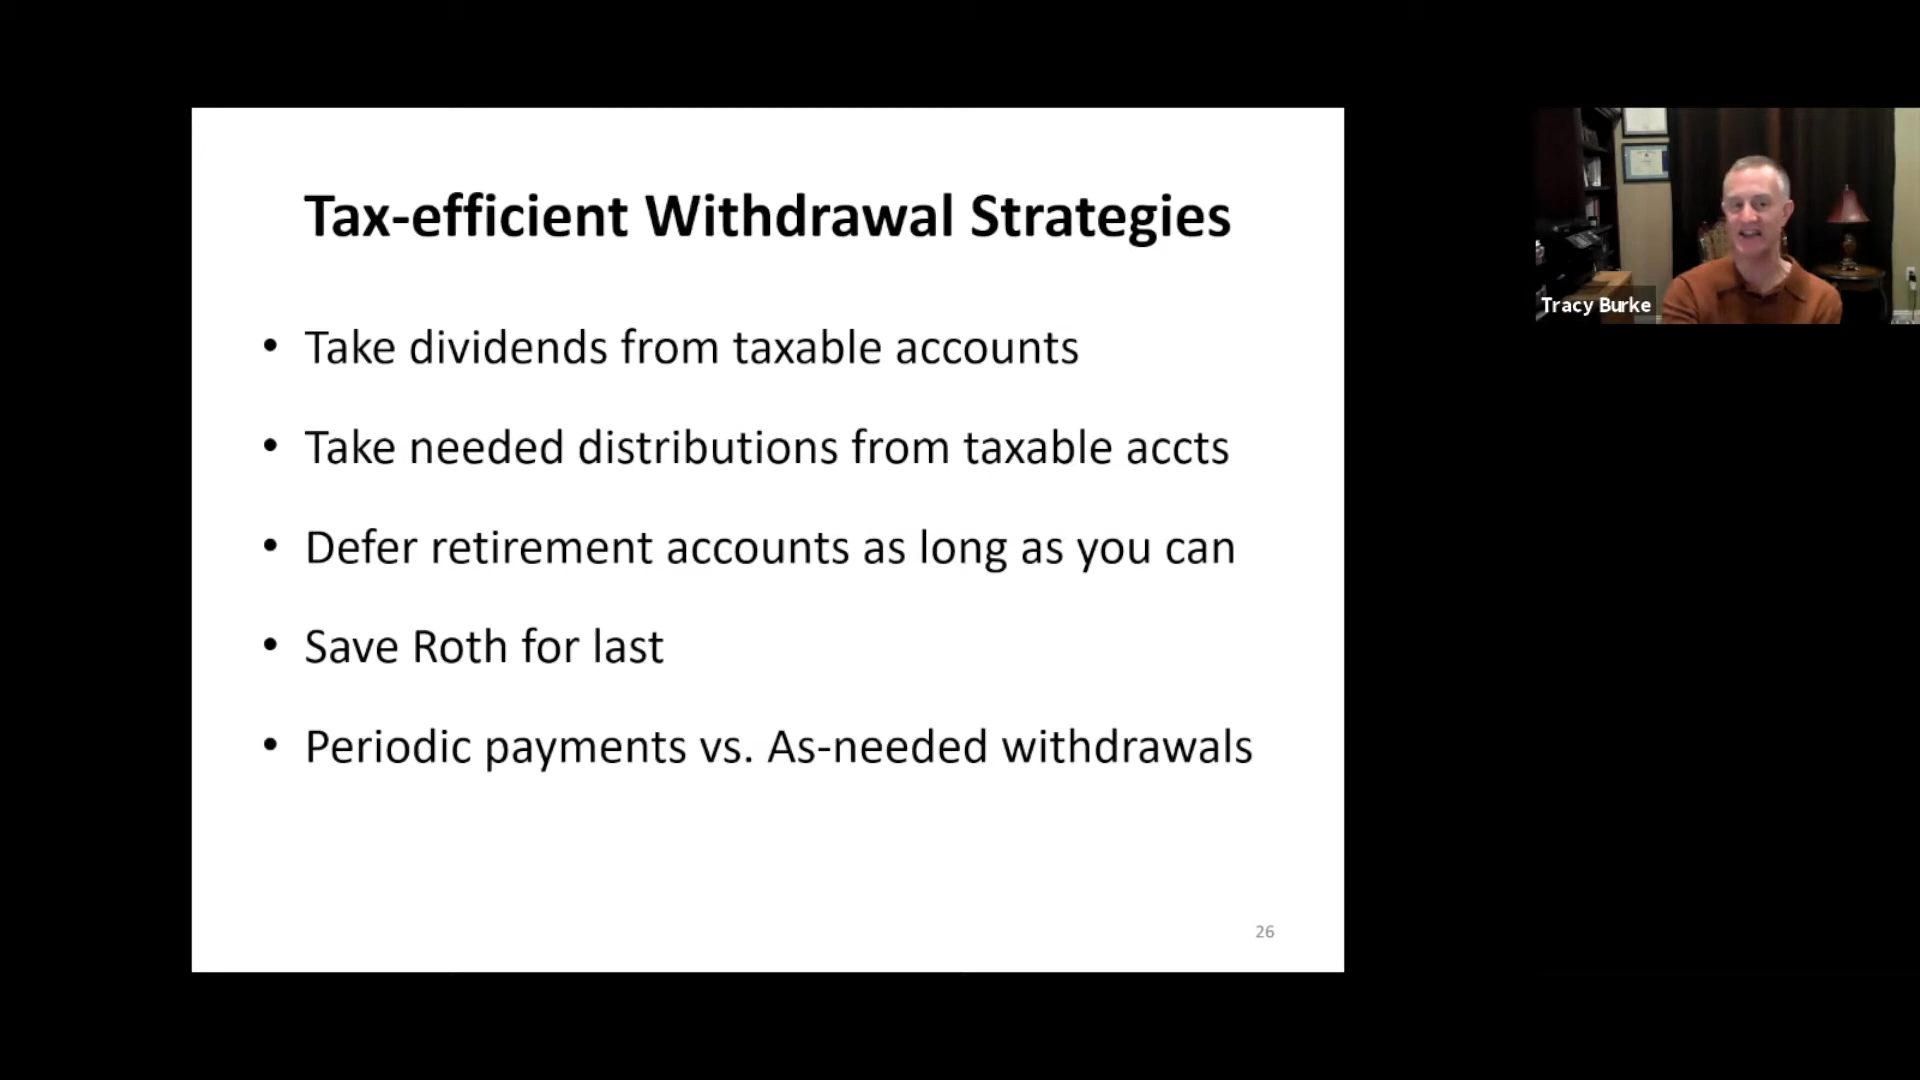 Tax-efficient Withdrawal Strategies
• Take dividends from taxable accounts
• Take needed distributions from taxable accts
• Defer retirement accounts as long as you can
• Save Roth for last
• Periodic payments vs. As-needed withdrawals
26
Tracy Burke